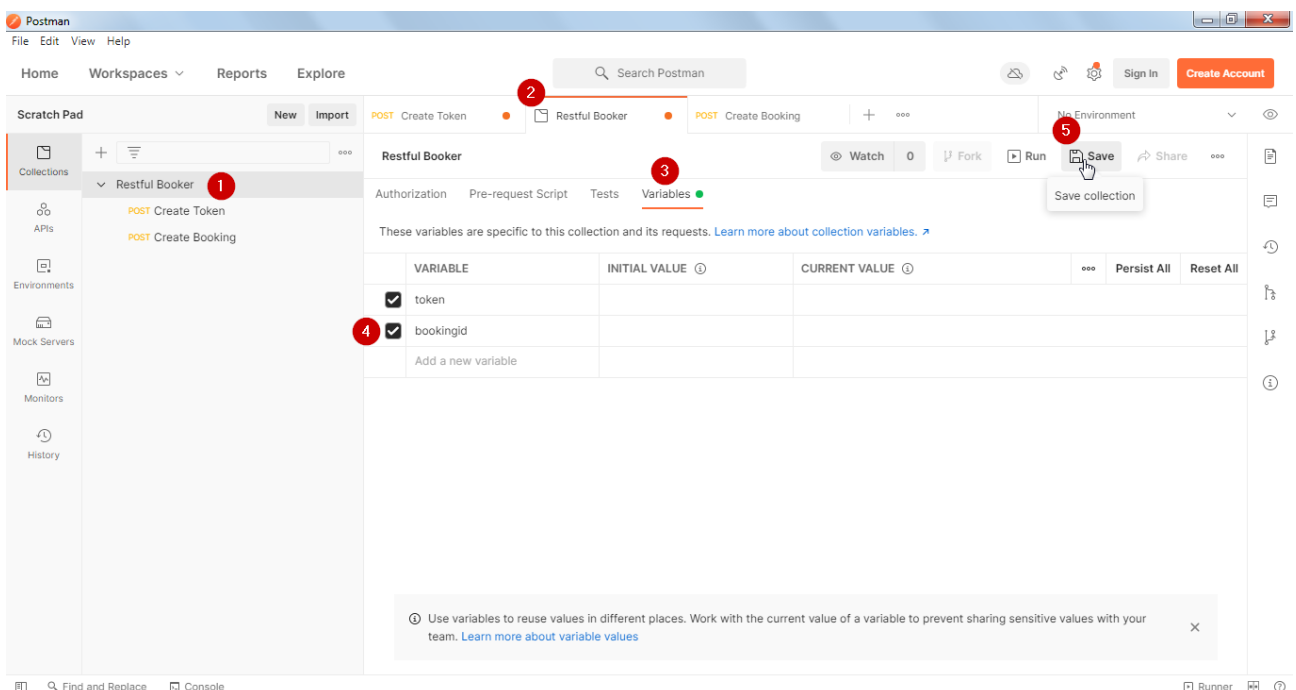 Postman
File Edit View Help
Home Workspaces Reports Explore Search Postman Sign In Create Account
2
Scratch Pad New Import POST Create Token Restful Booker POST Create Booking No Environment
5
Collections Restful Booker Watch 0 Fork Run Save Share
3
Restful Booker 1 Authorization Pre-request Script Tests Variables Save collection
POST Create Token
APIs These variables are specific to this collection and its requests. Learn more about collection variables.
POST Create Booking
VARIABLE INITIAL VALUE CURRENT VALUE Persist All Reset All
Environments
token
4 bookingid
Mock Servers
Add a new variable
Monitors
History
Use variables to reuse values in different places. Work with the current value of a variable to prevent sharing sensitive values with your
team. Learn more about variable values
Find and Replace Console Runner